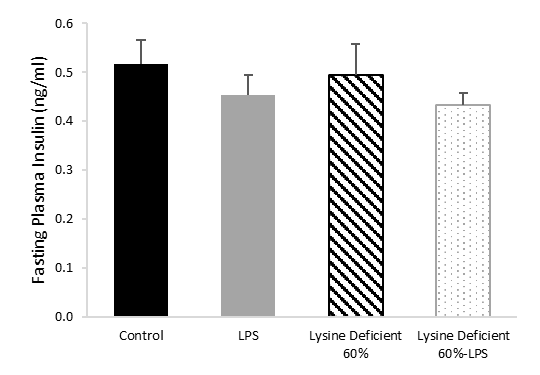 Fasting Plasma Insulin (ng/ml)
0.6
0.5
0.4
0.3
0.2
0.1
0.0
Control
LPS
Lysine Deficient
60%
Lysine Deficient
60%-LPS